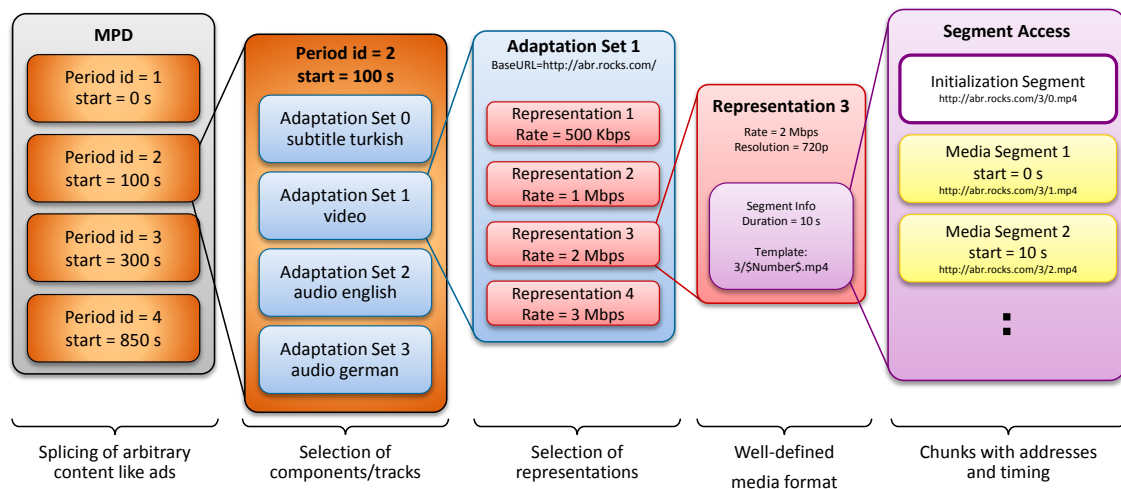 MPD
Period id = 1
start = 0 s
Period id = 2
start = 100 s
Period id = 3
start = 300 s
Period id = 4
start = 850 s
Splicing of arbitrary
content like ads
Period id = 2
start = 100 s
Adaptation Set 0
subtitle turkish
Adaptation Set 1
video
Adaptation Set 2
audio english
Adaptation Set 3
audio german
Selection of
components/tracks
Adaptation Set 1
BaseURL=http://abr.rocks.com/
Representation 1
Rate = 500 Kbps
Representation 2
Rate = 1 Mbps
Representation 3
Rate = 2 Mbps
Representation 4
Rate = 3 Mbps
Selection of
representations
Representation 3
Rate = 2 Mbps
Resolution = 720p
Segment Info
Duration = 10 s
Template:
3/$Number$.mp4
Well-defined
media format
Segment Access
Initialization Segment
http://abr.rocks.com/3/0.mp4
Media Segment 1
start = 0 s
http://abr.rocks.com/3/1.mp4
Media Segment 2
start = 10 s
http://abr.rocks.com/3/2.mp4
:
Chunks with addresses
and timing